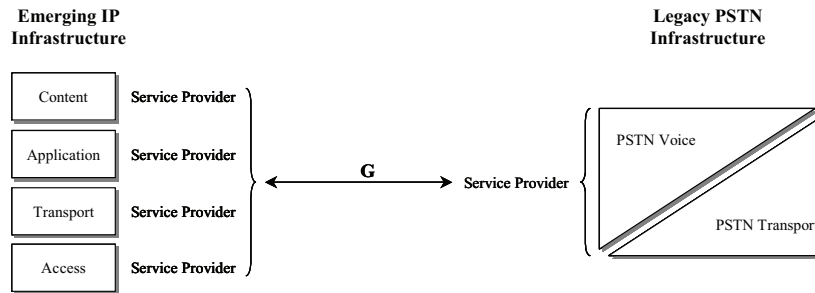 Emerging IP
Infrastructure
Legacy PSTN
Infrastructure
Content
Service Provider
Application
Service Provider
Transport
Service Provider
Access
Service Provider
G
Service Provider
PSTN Voice
PSTN Transport